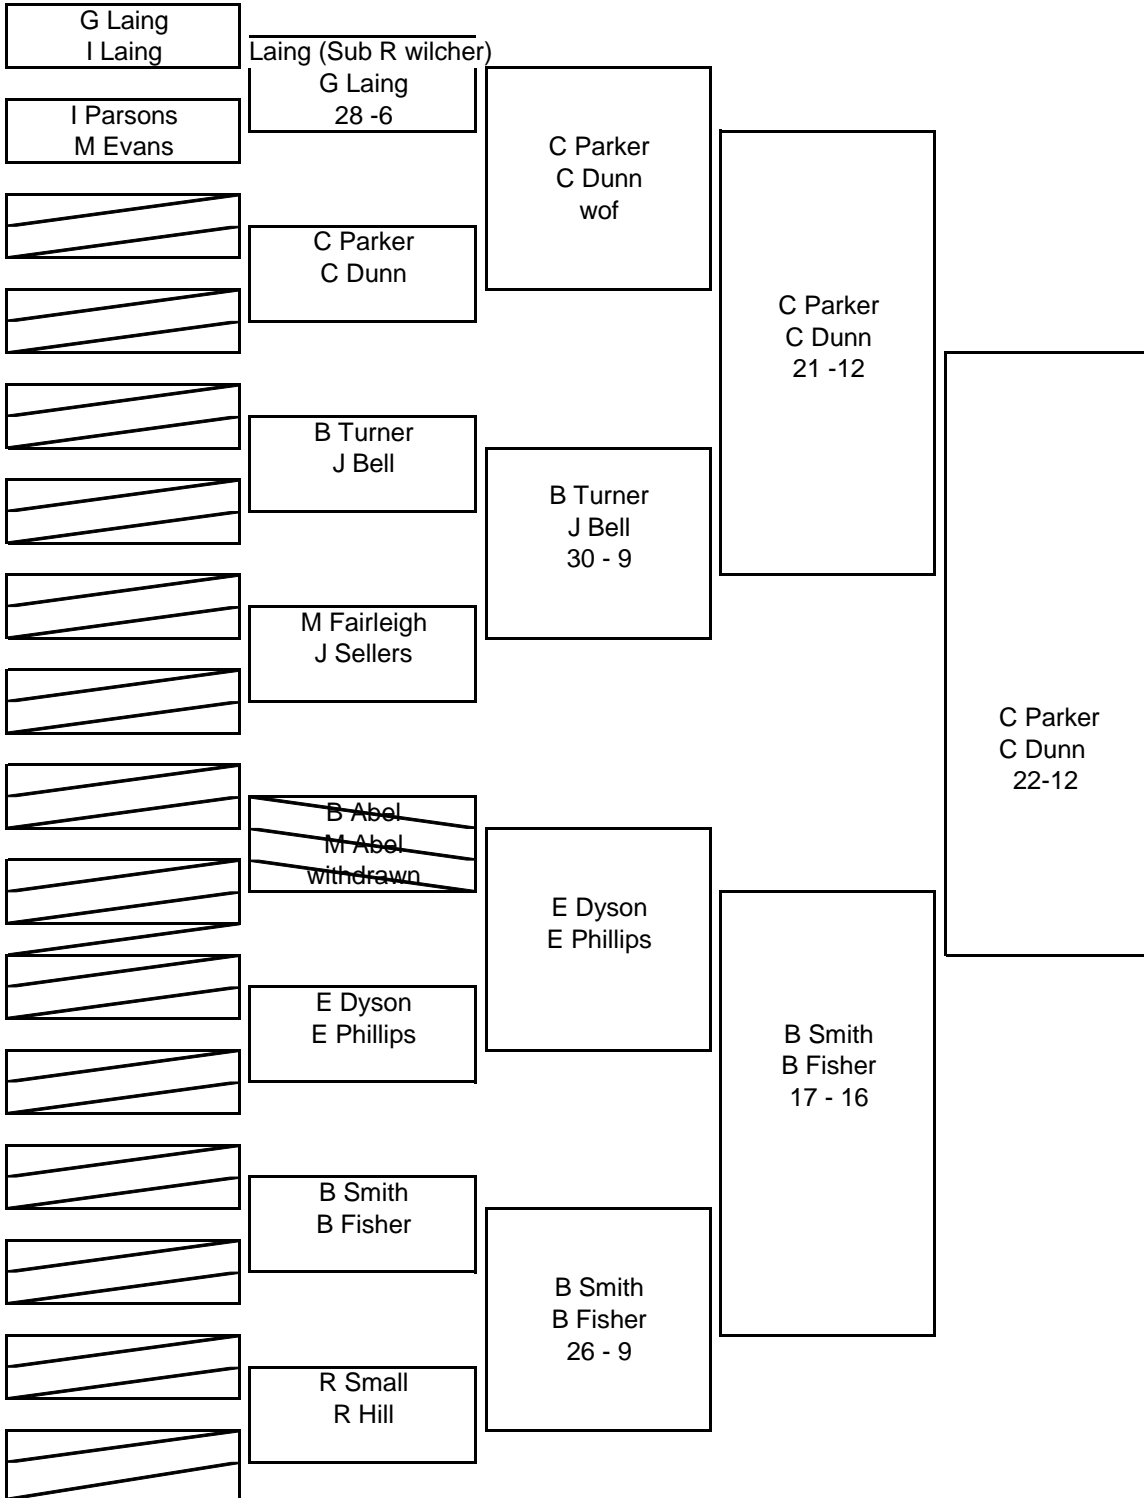 G Laing
I Laing
I Parsons
M Evans
Laing (Sub R wilcher)
G Laing
28 -6
C Parker
C Dunn
B Turner
J Bell
M Fairleigh
J Sellers
B Abel
M Abel
withdrawn
E Dyson
E Phillips
B Smith
B Fisher
R Small
R Hill
C Parker
C Dunn
wof
B Turner
J Bell
30 - 9
E Dyson
E Phillips
B Smith
B Fisher
26 - 9
C Parker
C Dunn
21 -12
B Smith
B Fisher
17 - 16
C Parker
C Dunn
22-12